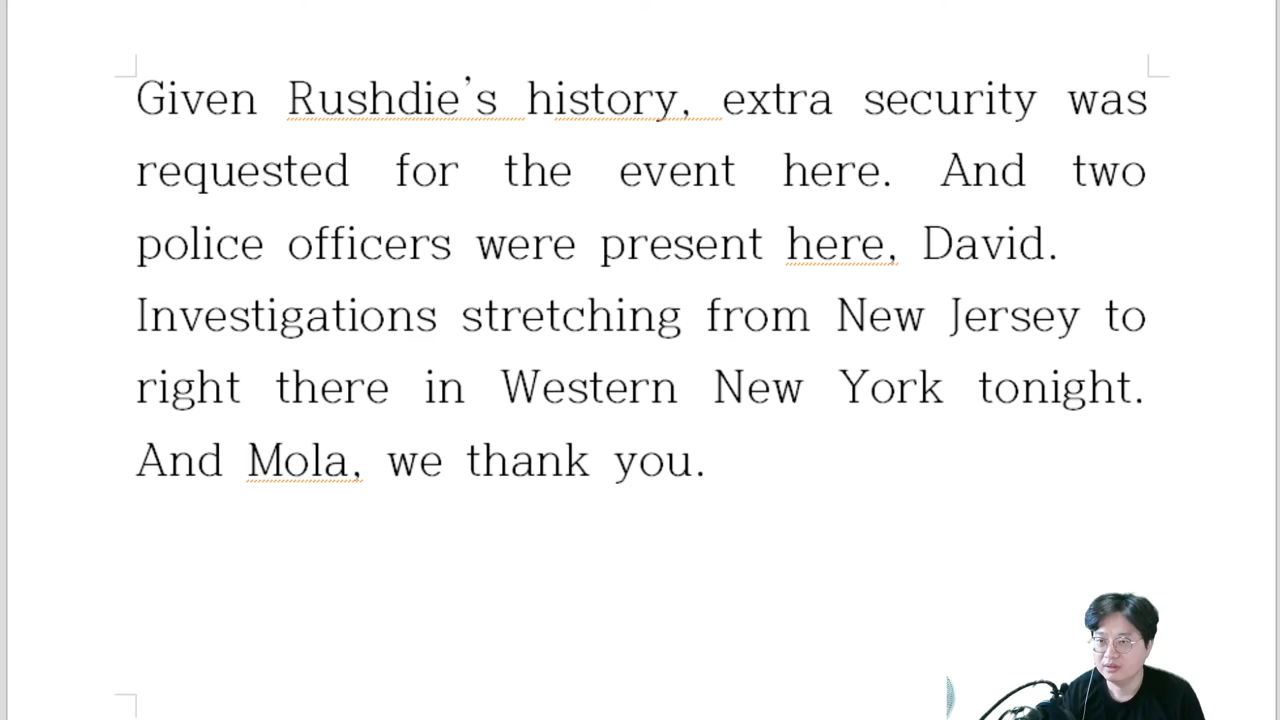 Given Rushdie’s history, extra security was
requested for the event here. And two
police officers were present here, David.
Investigations stretching from New Jersey to
right there in Western New York tonight.
And Mola, we thank you.